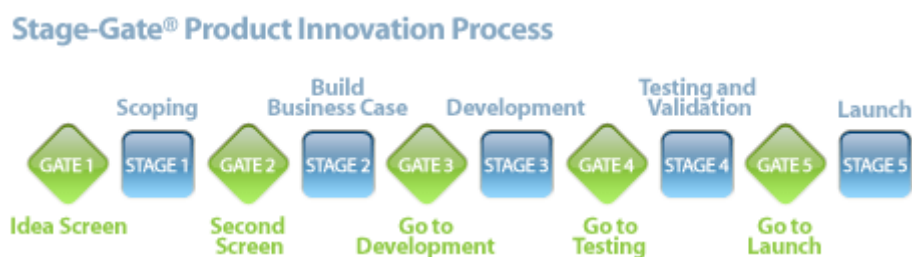 Stage-Gate® Product Innovation Process
Scoping
Build
Business Case
Development
Testing and
Validation
Launch
GATE 1
STAGE 1
GATE 2
STAGE 2
GATE 3
STAGE 3
GATE 4
STAGE 4
GATE 5
STAGE 5
Idea Screen
Second
Screen
Go to
Development
Go to
Testing
Go to
Launch